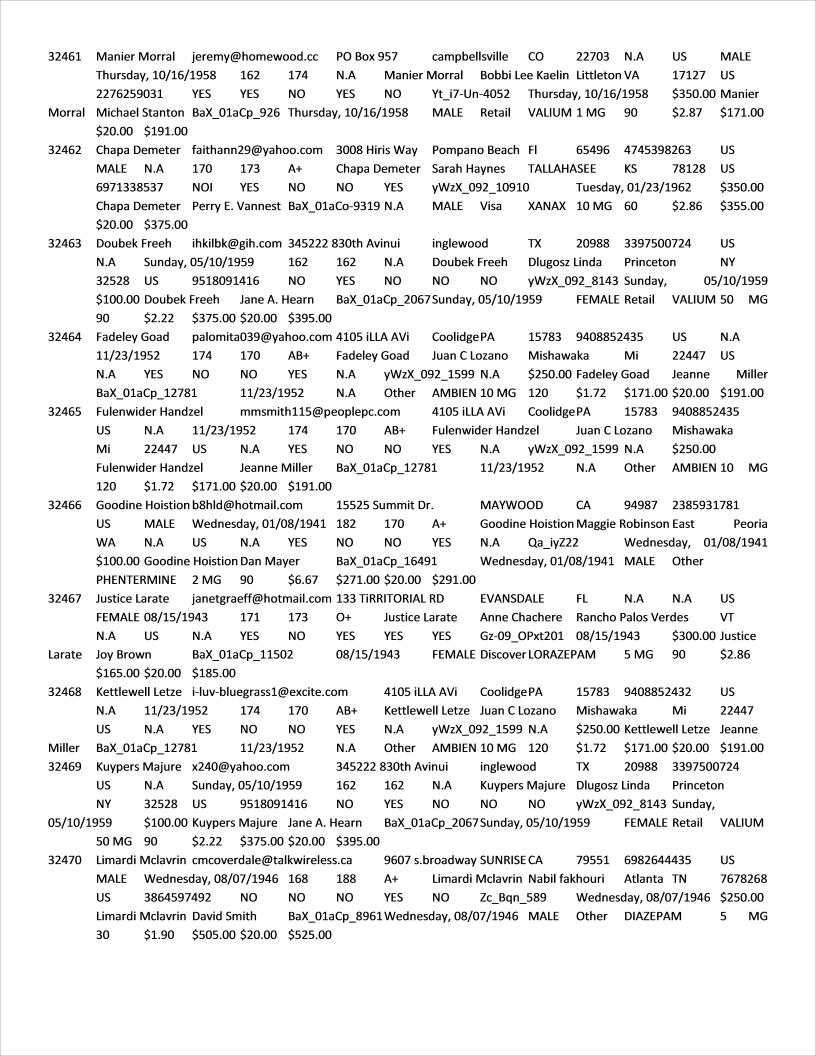 32461 Manier Morral jeremy@homewood.cc PO Box 957 campbellsville CO 22703 N.A US MALE
Thursday, 10/16/1958 162 174 N.A Manier Morral Bobbi Lee Kaelin Littleton VA 17127 US
2276259031 YES YES NO YES NO Yt_i7-Un-4052 Thursday, 10/16/1958 $350.00 Manier
Morral Michael Stanton BaX_01aCp_926 Thursday, 10/16/1958 MALE Retail VALIUM 1 MG 90 $2.87 $171.00
$20.00 $191.00
32462 Chapa Demeter faithann29@yahoo.com 3008 Hiris Way Pompano Beach Fl 65496 4745398263 US
MALE N.A 170 173 A+ Chapa Demeter Sarah Haynes TALLAHASEE KS 78128 US
6971338537 NOI YES NO NO YES yWzX_092_10910 Tuesday, 01/23/1962 $350.00
Chapa Demeter Perry E. Vannest BaX_01aCo-9319 N.A MALE Visa XANAX 10 MG 60 $2.86 $355.00
$20.00 $375.00
32463 Doubek Freeh ihkilbk@gih.com 345222 830th Avinui inglewood TX 20988 3397500724 US
N.A Sunday, 05/10/1959 162 162 N.A Doubek Freeh Dlugosz Linda Princeton NY
32528 US 9518091416 NO YES NO NO NO yWzX_092_8143 Sunday, 05/10/1959
$100.00 Doubek Freeh Jane A. Hearn BaX_01aCp_2067 Sunday, 05/10/1959 FEMALE Retail VALIUM 50 MG
90 $2.22 $375.00 $20.00 $395.00
32464 Fadeley Goad palomita039@yahoo.com 4105 iLLA AVi Coolidge PA 15783 9408852435 US N.A
11/23/1952 174 170 AB+ Fadeley Goad Juan C Lozano Mishawaka Mi 22447 US
N.A YES NO NO YES N.A yWzX_092_1599 N.A $250.00 Fadeley Goad Jeanne Miller
BaX_01aCp_12781 11/23/1952 N.A Other AMBIEN 10 MG 120 $1.72 $171.00 $20.00 $191.00
32465 Fulenwider Handzel mmsmith115@peoplepc.com 4105 iLLA AVi Coolidge PA 15783 9408852435
US N.A 11/23/1952 174 170 AB+ Fulenwider Handzel Juan C Lozano Mishawaka
Mi 22447 US N.A YES NO NO YES N.A yWzX_092_1599 N.A $250.00
Fulenwider Handzel Jeanne Miller BaX_01aCp_12781 11/23/1952 N.A Other AMBIEN 10 MG
120 $1.72 $171.00 $20.00 $191.00
32466 Goodine Hoistion b8hld@hotmail.com 15525 Summit Dr. MAYWOOD CA 94987 2385931781
US MALE Wednesday, 01/08/1941 182 170 A+ Goodine Hoistion Maggie Robinson East Peoria
WA N.A US N.A YES NO NO YES N.A Qa_iyZ22 Wednesday, 01/08/1941
$100.00 Goodine Hoistion Dan Mayer BaX_01aCp_16491 Wednesday, 01/08/1941 MALE Other
PHENTERMINE 2 MG 90 $6.67 $271.00 $20.00 $291.00
32467 Justice Larate janetgraeff@hotmail.com 133 TiRRITORIAL RD EVANSDALE FL N.A N.A US
FEMALE 08/15/1943 171 173 O+ Justice Larate Anne Chachere Rancho Palos Verdes VT
N.A US N.A YES NO YES YES YES Gz-09_OPxt201 08/15/1943 $300.00 Justice
Larate Joy Brown BaX_01aCp_11502 08/15/1943 FEMALE Discover LORAZEPAM 5 MG 90 $2.86
$165.00 $20.00 $185.00
32468 Kettlewell Letze i-luv-bluegrass1@excite.com 4105 iLLA AVi Coolidge PA 15783 9408852432 US
N.A 11/23/1952 174 170 AB+ Kettlewell Letze Juan C Lozano Mishawaka Mi 22447
US N.A YES NO NO YES N.A yWzX_092_1599 N.A $250.00 Kettlewell Letze Jeanne
Miller BaX_01aCp_12781 11/23/1952 N.A Other AMBIEN 10 MG 120 $1.72 $171.00 $20.00 $191.00
32469 Kuypers Majure x240@yahoo.com 345222 830th Avinui inglewood TX 20988 3397500724
US N.A Sunday, 05/10/1959 162 162 N.A Kuypers Majure Dlugosz Linda Princeton
NY 32528 US 9518091416 NO YES NO NO NO yWzX_092_8143 Sunday,
05/10/1959 $100.00 Kuypers Majure Jane A. Hearn BaX_01aCp_2067 Sunday, 05/10/1959 FEMALE Retail VALIUM
50 MG 90 $2.22 $375.00 $20.00 $395.00
32470 Limardi Mclavrin cmcoverdale@talkwireless.ca 9607 s.broadway SUNRISE CA 79551 6982644435 US
MALE Wednesday, 08/07/1946 168 188 A+ Limardi Mclavrin Nabil fakhouri Atlanta TN 7678268
US 3864597492 NO NO NO YES NO Zc_Bqn_589 Wednesday, 08/07/1946 $250.00
Limardi Mclavrin David Smith BaX_01aCp_8961 Wednesday, 08/07/1946 MALE Other DIAZEPAM 5 MG
30 $1.90 $505.00 $20.00 $525.00